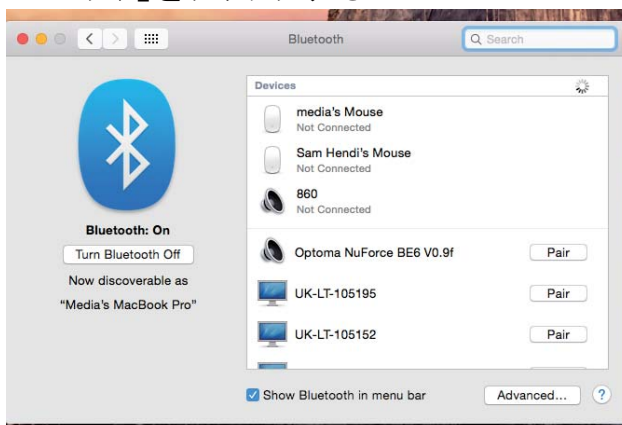 Bluetooth
Search
Devices
media's Mouse
Not Connected
Sam Hendi's Mouse
Not Connected
860
Not Connected
Optoma NuForce BE6 V0.9f Pair
UK-LT-105195 Pair
UK-LT-105152 Pair
Bluetooth: On
Turn Bluetooth Off
Now discoverable as
“Media's MacBook Pro”
Show Bluetooth in menu bar
Advanced... ?